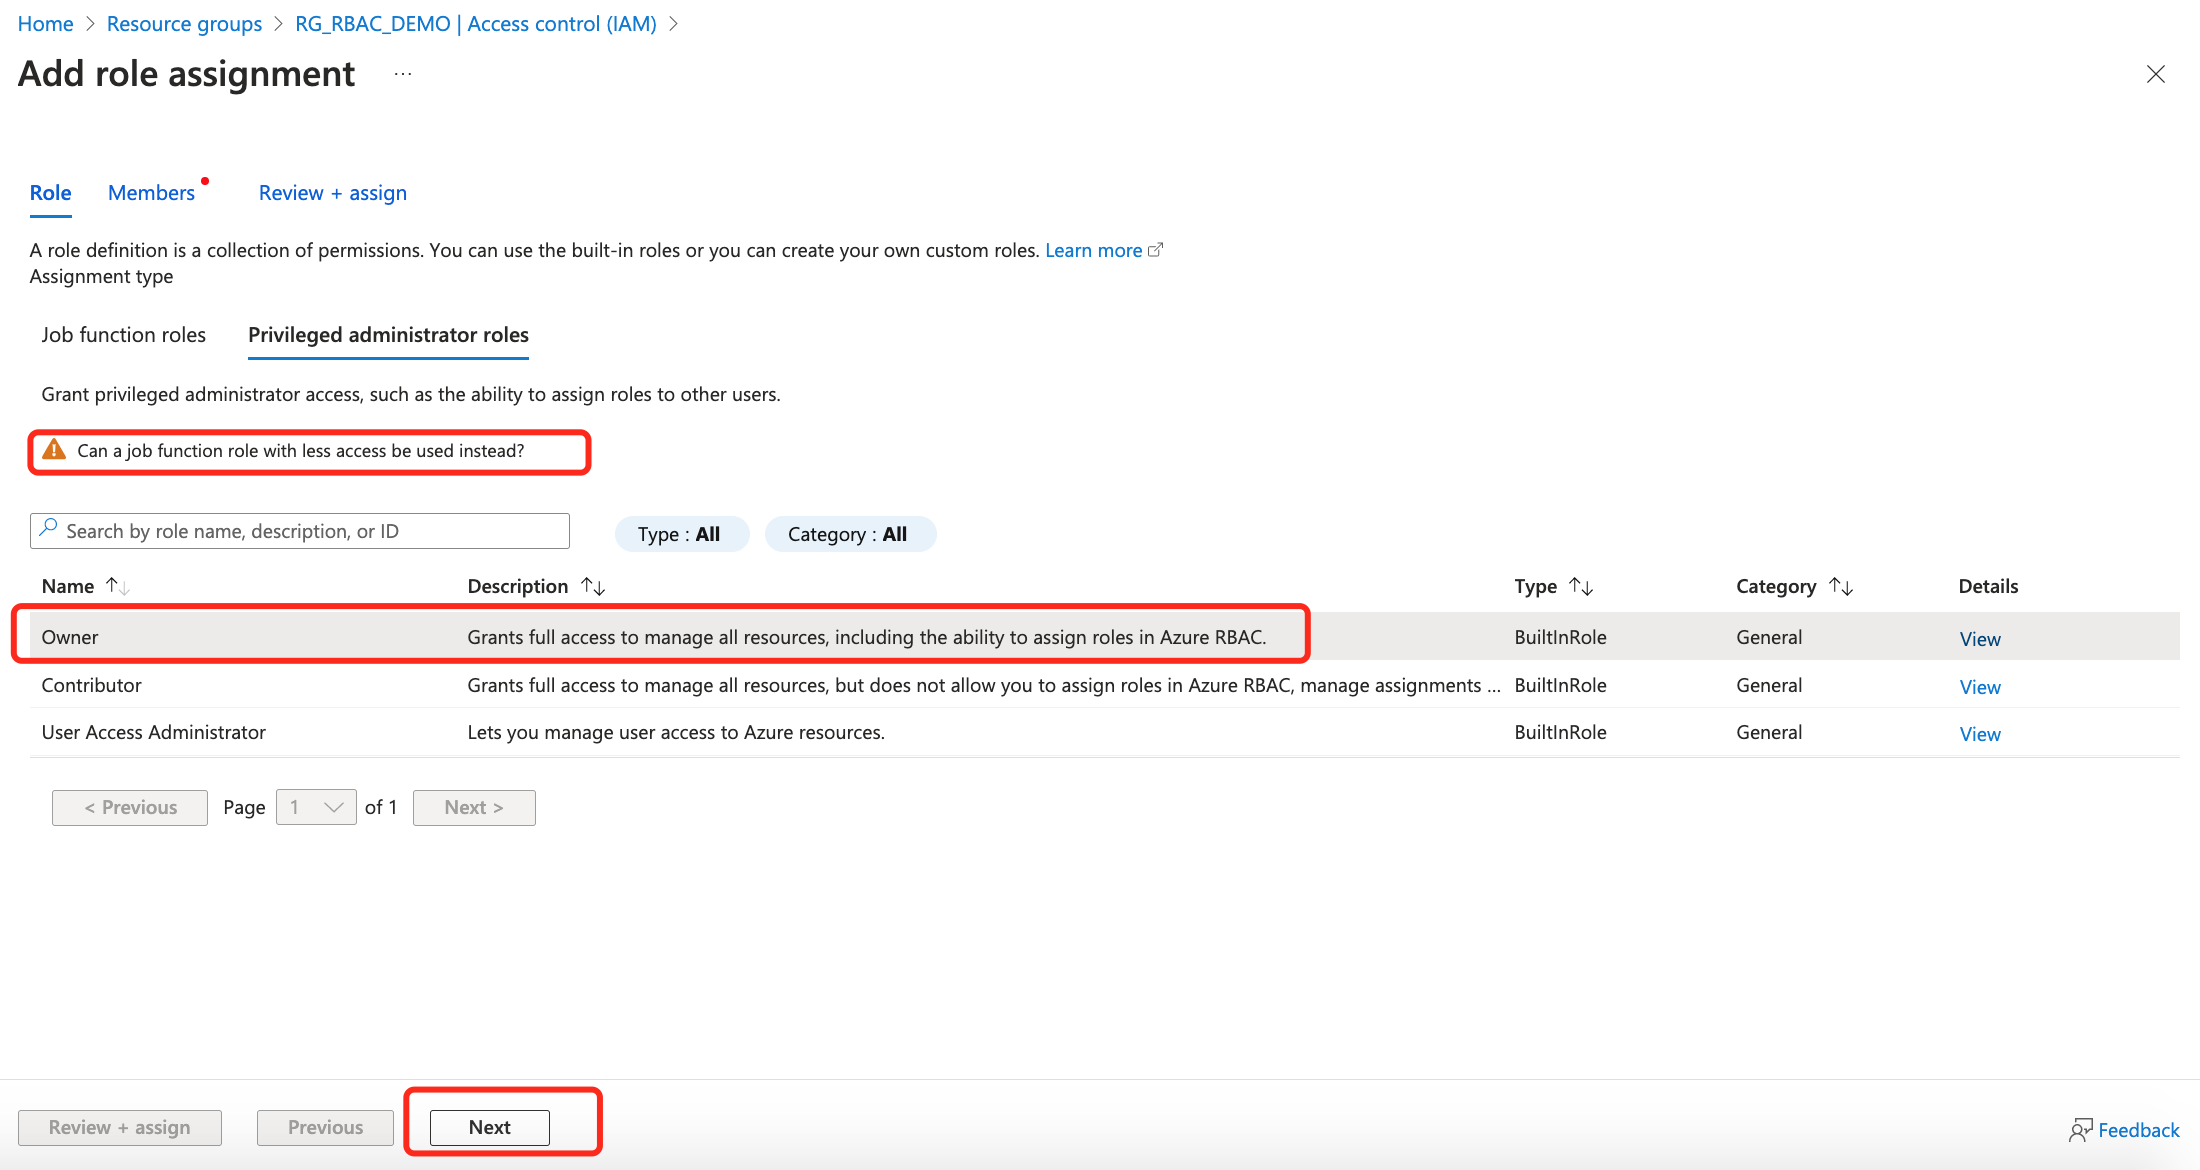 Home > Resource groups > RG_RBAC_DEMO | Access control (IAM) >
Add role assignment ...
Role Members Review + assign
A role definition is a collection of permissions. You can use the built-in roles or you can create your own custom roles. Learn more
Assignment type
Job function roles Privileged administrator roles
Grant privileged administrator access, such as the ability to assign roles to other users.
Can a job function role with less access be used instead?
Search by role name, description, or ID Type : All Category : All
Name ↑↓ Description ↑↓ Type ↑↓ Category ↑↓ Details
Owner Grants full access to manage all resources, including the ability to assign roles in Azure RBAC. BuiltInRole General View
Contributor Grants full access to manage all resources, but does not allow you to assign roles in Azure RBAC, manage assignments ... BuiltInRole General View
User Access Administrator Lets you manage user access to Azure resources. BuiltInRole General View
< Previous Page 1 of 1 Next >
Review + assign Previous Next Feedback